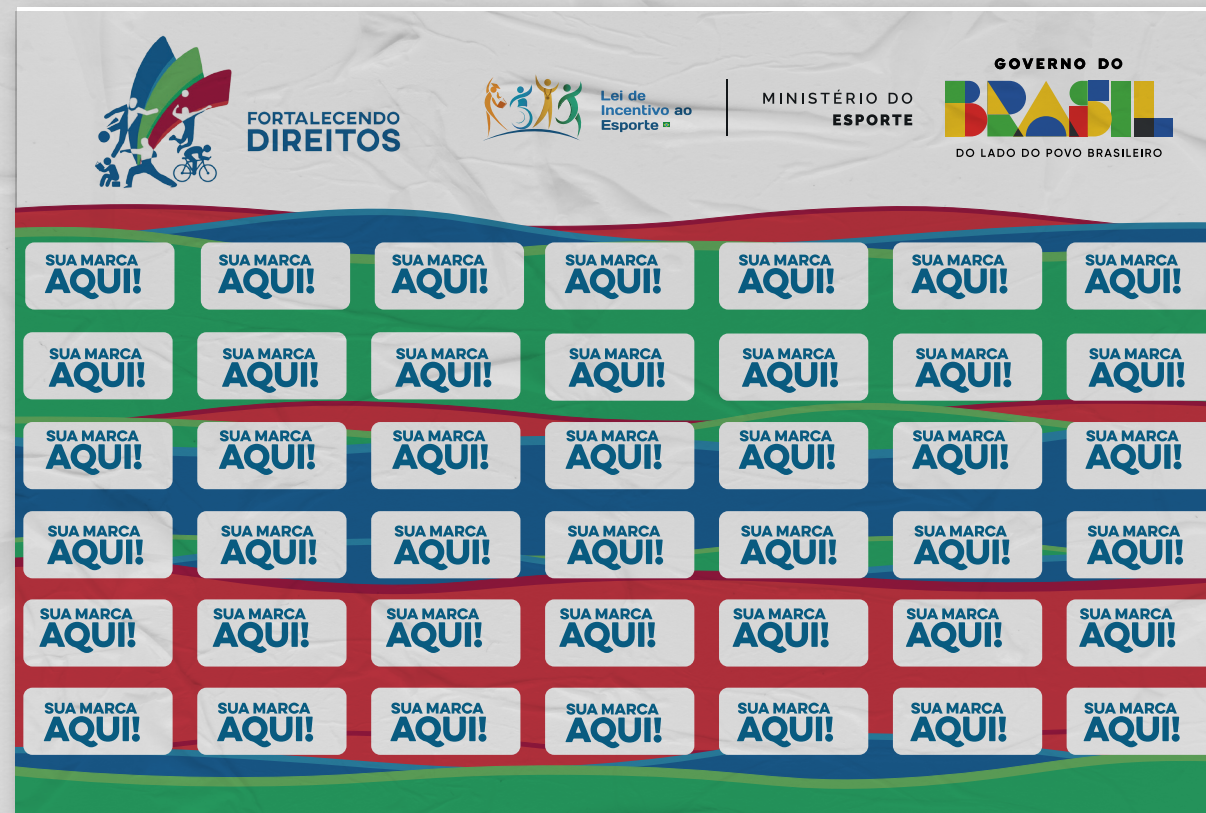 FORTALECENDO
DIREITOS
Lei de
Incentivo ao
Esporte
MINISTÉRIO DO
ESPORTE
GOVERNO DO
BRASIL
DO LADO DO POVO BRASILEIRO
SUA MARCA SUA MARCA SUA MARCA SUA MARCA SUA MARCA SUA MARCA SUA MARCA
AQUI! AQUI! AQUI! AQUI! AQUI! AQUI! AQUI!
SUA MARCA SUA MARCA SUA MARCA SUA MARCA SUA MARCA SUA MARCA SUA MARCA
AQUI! AQUI! AQUI! AQUI! AQUI! AQUI! AQUI!
SUA MARCA SUA MARCA SUA MARCA SUA MARCA SUA MARCA SUA MARCA SUA MARCA
AQUI! AQUI! AQUI! AQUI! AQUI! AQUI! AQUI!
SUA MARCA SUA MARCA SUA MARCA SUA MARCA SUA MARCA SUA MARCA SUA MARCA
AQUI! AQUI! AQUI! AQUI! AQUI! AQUI! AQUI!
SUA MARCA SUA MARCA SUA MARCA SUA MARCA SUA MARCA SUA MARCA SUA MARCA
AQUI! AQUI! AQUI! AQUI! AQUI! AQUI! AQUI!
SUA MARCA SUA MARCA SUA MARCA SUA MARCA SUA MARCA SUA MARCA SUA MARCA
AQUI! AQUI! AQUI! AQUI! AQUI! AQUI! AQUI!